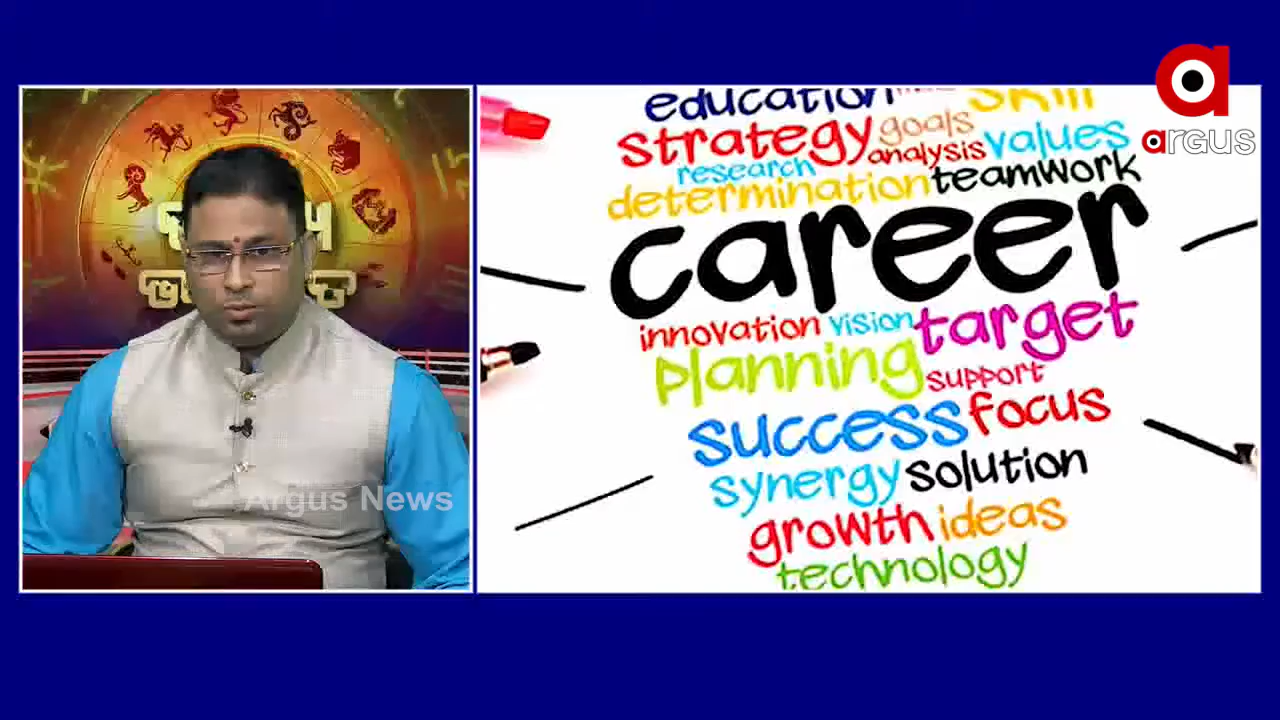 argus
education skill
strategy goals
values
research analysis
determination teamwork
career
innovation vision target
planning support
success focus
synergy solution
growth ideas
technology
Argus News